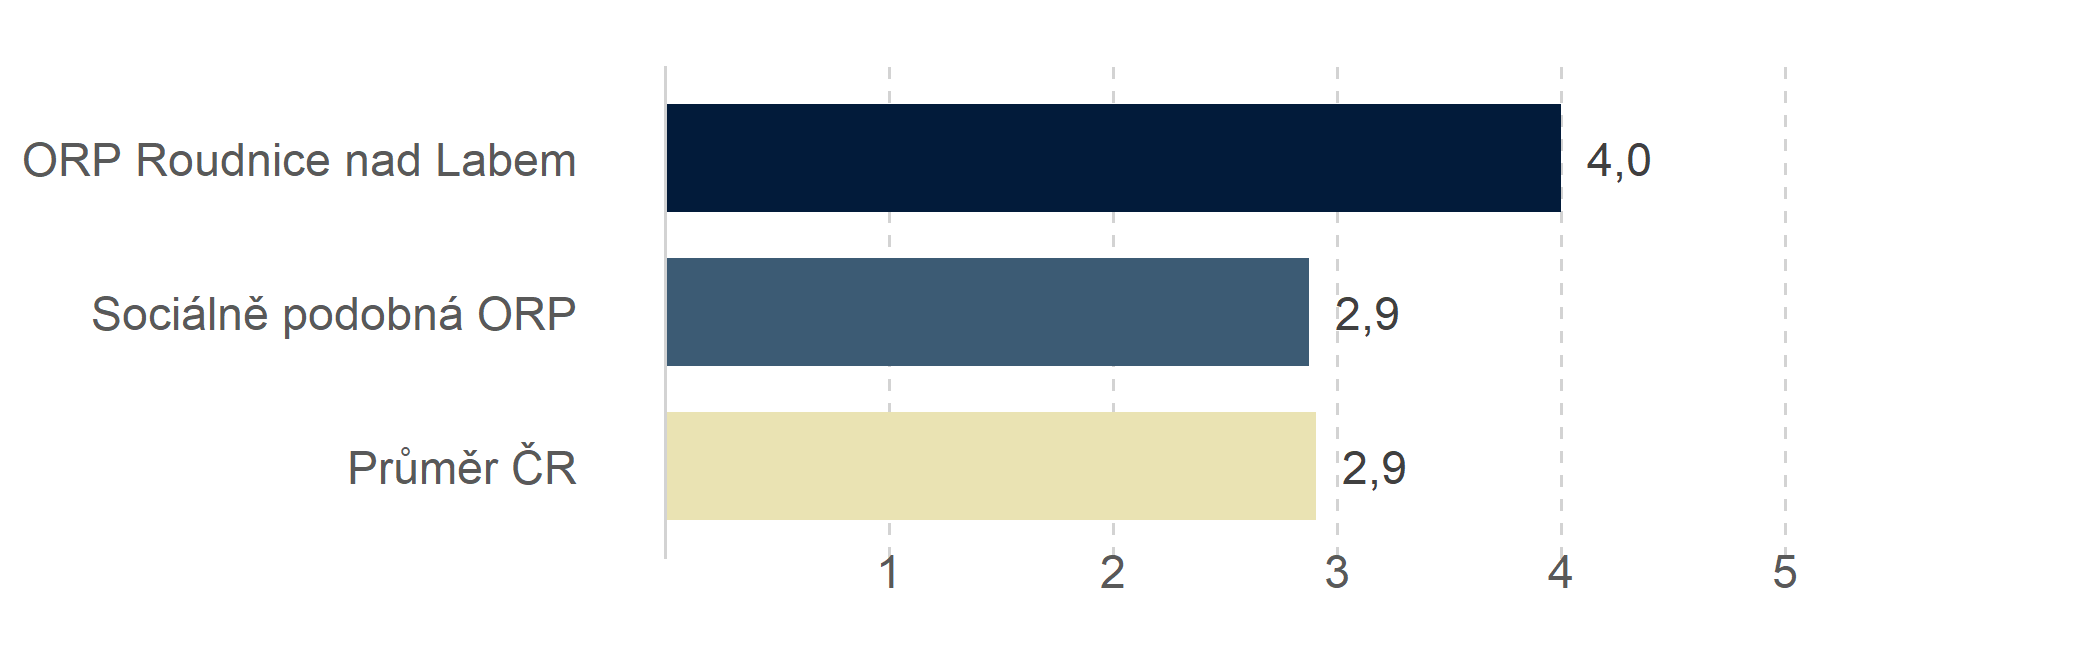 ORP Roudnice nad Labem
4,0
Sociálně podobná ORP
2,9
Průměr ČR
2,9
1 2 3 4 5